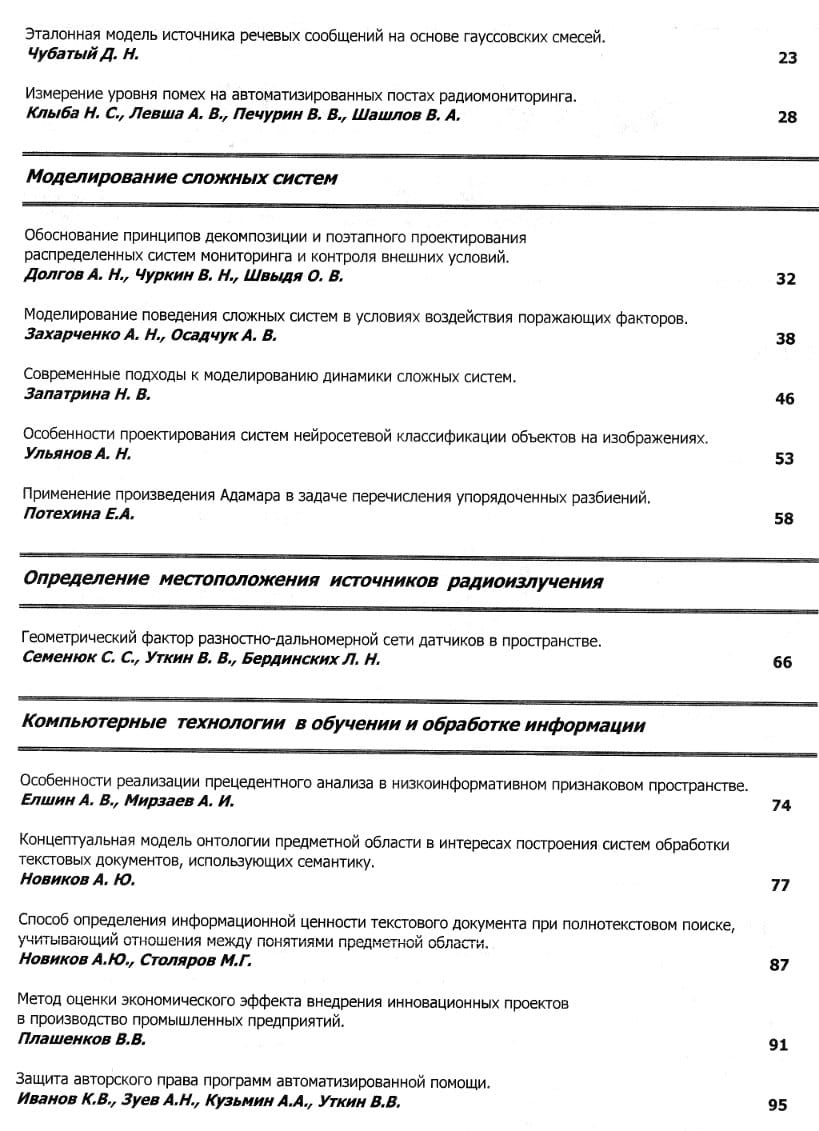 Эталонная модель источника речевых сообщений на основе гауссовских смесей.
Чубатый Д. Н.
23
Измерение уровня помех на автоматизированных постах радиомониторинга.
Клыба Н. С., Левша А. В., Печурин В. В., Шашлов В. А.
28
Моделирование сложных систем
Обоснование принципов декомпозиции и поэтапного проектирования
распределенных систем мониторинга и контроля внешних условий.
Долгов А. Н., Чуркин В. Н., Швыдя О. В.
32
Моделирование поведения сложных систем в условиях воздействия поражающих факторов.
Захарченко А. Н., Осадчук А. В.
38
Современные подходы к моделированию динамики сложных систем.
Запатрина Н. В.
46
Особенности проектирования систем нейросетевой классификации объектов на изображениях.
Ульянов А. Н.
53
Применение произведения Адамара в задаче перечисления упорядоченных разбиений.
Потехина Е.А.
58
Определение местоположения источников радиоизлучения
Геометрический фактор разностно-дальномерной сети датчиков в пространстве.
Семенюк С. С., Уткин В. В., Бердинских Л. Н.
66
Компьютерные технологии в обучении и обработке информации
Особенности реализации прецедентного анализа в низкоинформативном признаковом пространстве.
Елшин А. В., Мирзаев А. И.
74
Концептуальная модель онтологии предметной области в интересах построения систем обработки
текстовых документов, использующих семантику.
Новиков А. Ю.
77
Способ определения информационной ценности текстового документа при полнотекстовом поиске,
учитывающий отношения между понятиями предметной области.
Новиков А.Ю., Столяров М.Г.
87
Метод оценки экономического эффекта внедрения инновационных проектов
в производство промышленных предприятий.
Плашенков В.В.
91
Защита авторского права программ автоматизированной помощи.
Иванов К.В., Зуев А.Н., Кузьмин А.А., Уткин В.В.
95